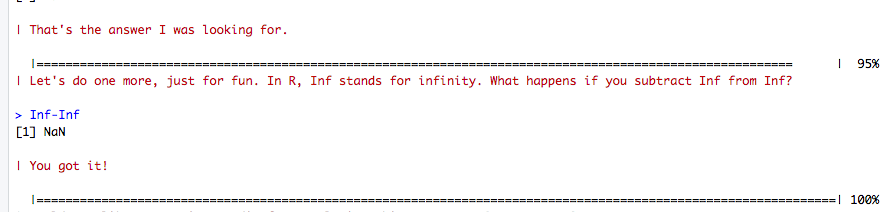 | That's the answer I was looking for.
|========================================================================================================= | 95%
| Let's do one more, just for fun. In R, Inf stands for infinity. What happens if you subtract Inf from Inf?
> Inf-Inf
[1] NaN
| You got it!
|===============================================================================================================| 100%